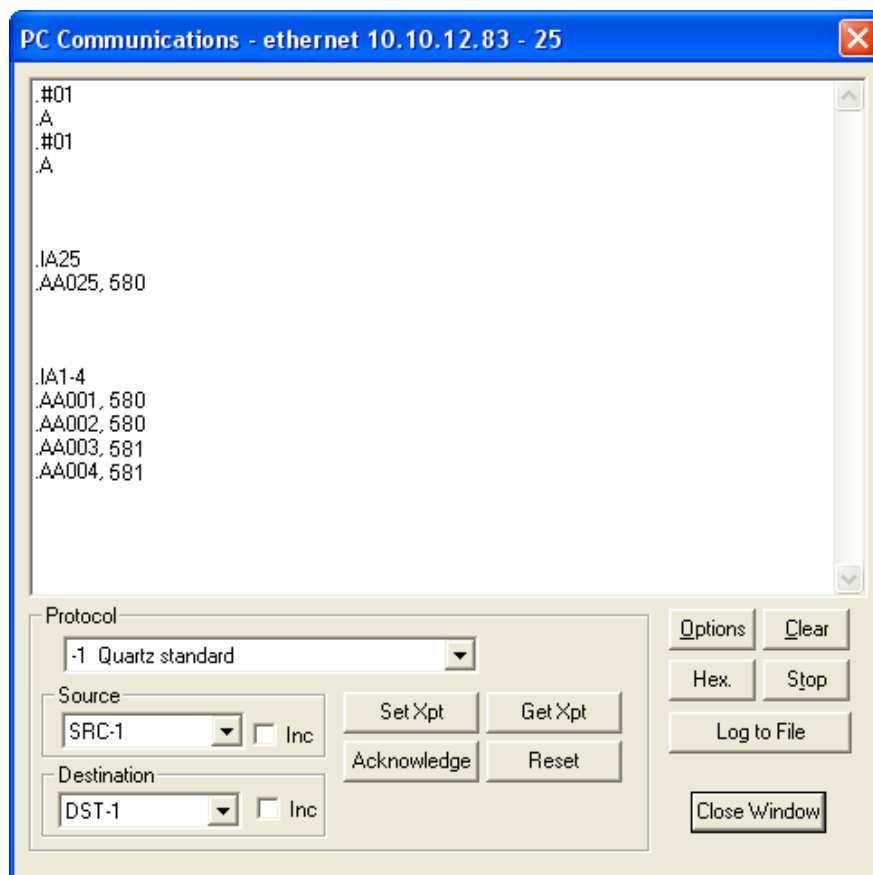 PC Communications - ethernet 10.10.12.83 - 25
.#01
.A
.#01
.A
.IA25
.AA025, 580
.IA1-4
.AA001, 580
.AA002, 580
.AA003, 581
.AA004, 581
Protocol
-1 Quartz standard
Source
SRC-1
Inc
Destination
DST-1
Inc
Set Xpt
Get Xpt
Acknowledge
Reset
Options
Clear
Hex.
Stop
Log to File
Close Window